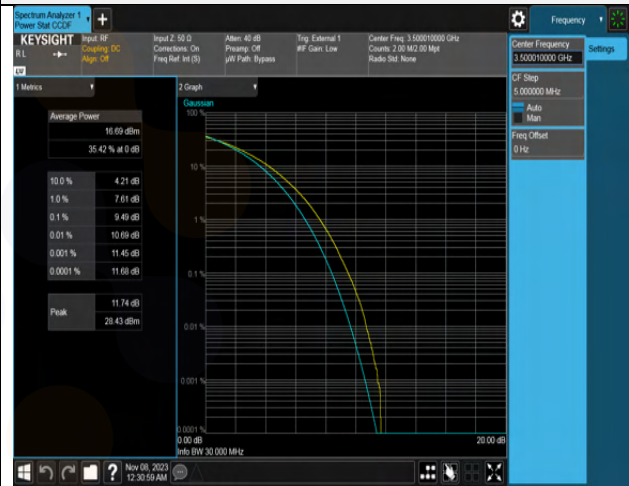 Spectrum Analyzer 1
Power Stat CCDF
Frequency
KEYSIGHT
Input: RF
Input Z: 50 Ω
Atten: 40 dB
Trig: External 1
Center Freq: 3.500010000 GHz
RL
Coupling: DC
Corrections: On
Preamp: Off
#IF Gain: Low
Counts: 2.00 M/2.00 Mpt
Align: Off
Freq Ref: Int (S)
µW Path: Bypass
Radio Std: None
Center Frequency
3.500010000 GHz
Settings
CF Step
5.000000 MHz
Auto
Man
Freq Offset
0 Hz
1 Metrics
Average Power
16.69 dBm
35.42 % at 0 dB
10.0 % 4.21 dB
1.0 % 7.61 dB
0.1 % 9.49 dB
0.01 % 10.69 dB
0.001 % 11.45 dB
0.0001 % 11.68 dB
Peak
11.74 dB
28.43 dBm
2 Graph
Gaussian
100 %
10 %
1 %
0.1 %
0.01 %
0.001 %
0.0001 %
0.00 dB
20.00 dB
Info BW 30.000 MHz
Nov 08, 2023
12:30:59 AM